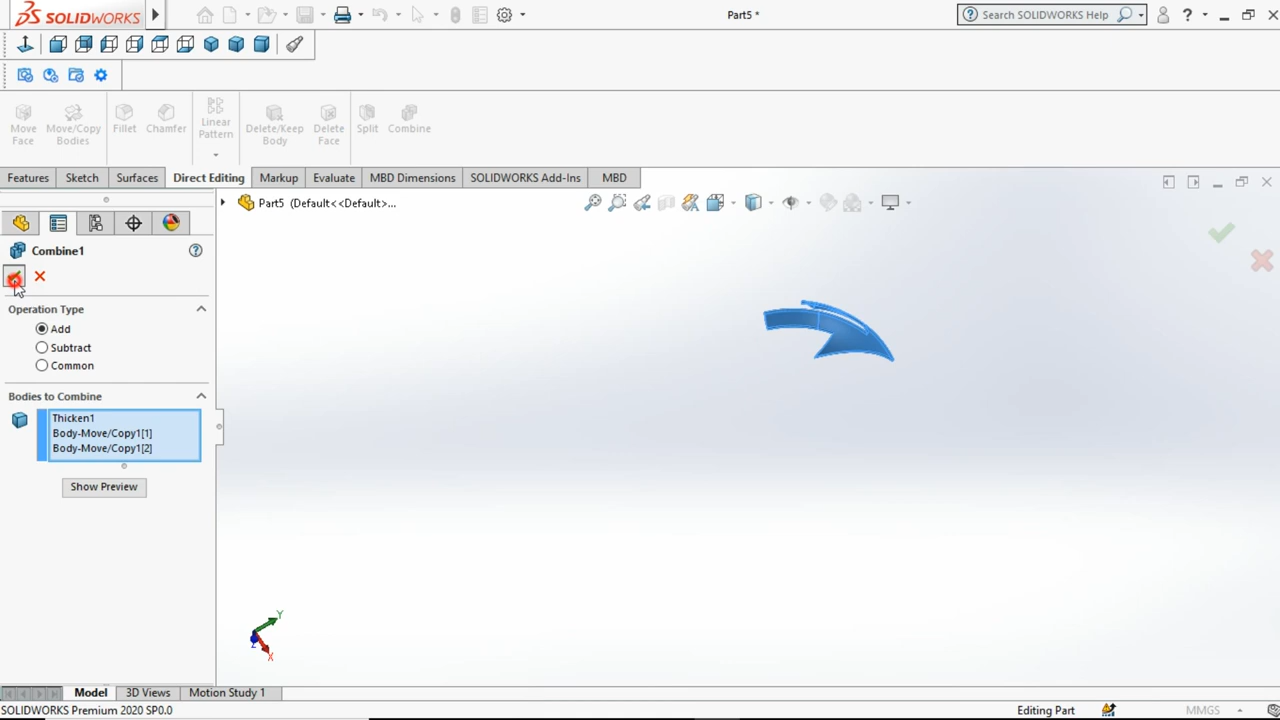 SOLIDWORKS
Part5 *
Search SOLIDWORKS Help
?
Move Face
Move/Copy Bodies
Fillet
Chamfer
Linear Pattern
Delete/Keep Body
Delete Face
Split
Combine
Features
Sketch
Surfaces
Direct Editing
Markup
Evaluate
MBD Dimensions
SOLIDWORKS Add-Ins
MBD
Part5 (Default<<Default>...
Combine1
?
Operation Type
Add
Subtract
Common
Bodies to Combine
Thicken1
Body-Move/Copy1[1]
Body-Move/Copy1[2]
Show Preview
Y
Z
X
Model
3D Views
Motion Study 1
SOLIDWORKS Premium 2020 SP0.0
Editing Part
MMGS